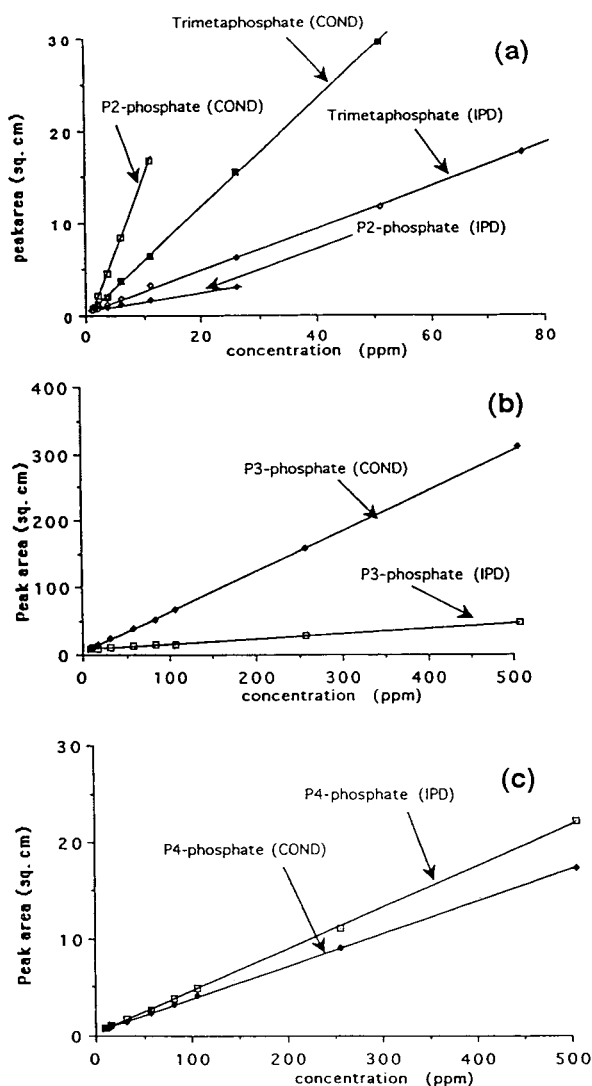 (a)
Trimetaphosphate (COND)
P2-phosphate (COND)
Trimetaphosphate (IPD)
P2-phosphate (IPD)
peakarea (sq. cm)
30
20
10
0
0 20 40 60 80
concentration (ppm)
(b)
P3-phosphate (COND)
P3-phosphate (IPD)
Peak area (sq. cm)
400
300
200
100
0
0 100 200 300 400 500
concentration (ppm)
(c)
P4-phosphate (IPD)
P4-phosphate (COND)
Peak area (sq. cm)
30
20
10
0
0 100 200 300 400 500
concentration (ppm)